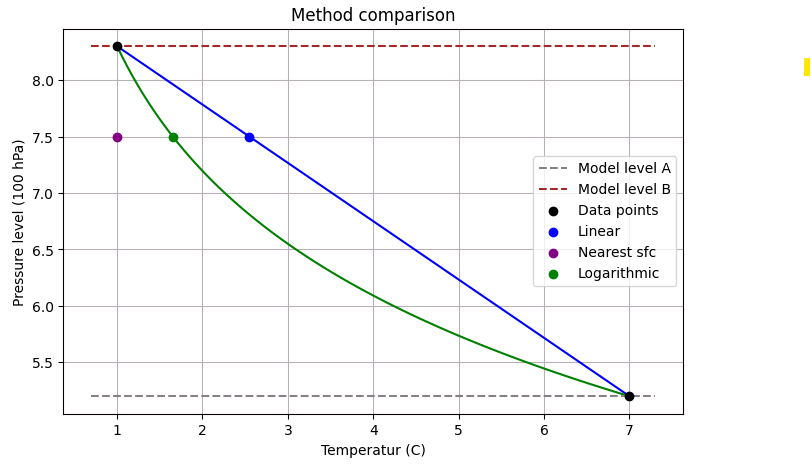 Method comparison
Pressure level (100 hPa)
8.0
7.5
7.0
6.5
6.0
5.5
Model level A
Model level B
Data points
Linear
Nearest sfc
Logarithmic
1 2 3 4 5 6 7
Temperatur (C)